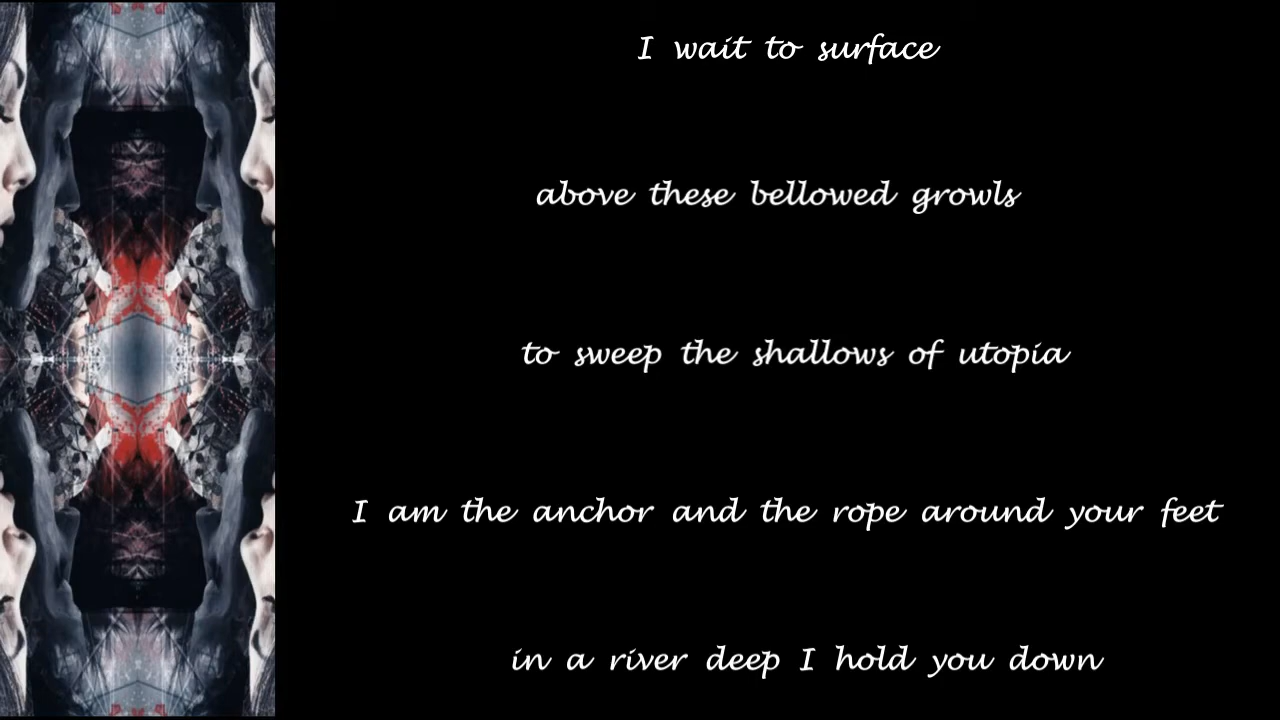 I wait to surface
above these bellowed growls
to sweep the shallows of utopia
I am the anchor and the rope around your feet
in a river deep I hold you down